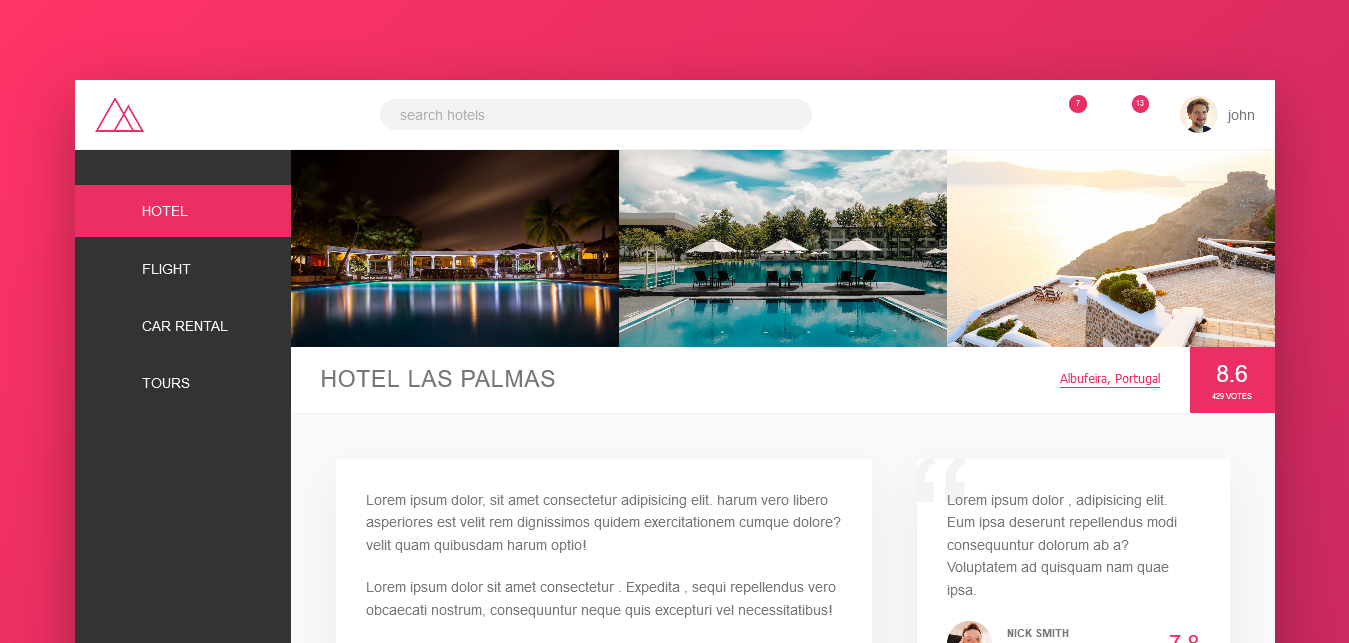 search hotels
7
13
john
HOTEL
FLIGHT
CAR RENTAL
TOURS
HOTEL LAS PALMAS
Albufeira, Portugal
8.6
429 VOTES
Lorem ipsum dolor, sit amet consectetur adipisicing elit. harum vero libero
asperiores est velit rem dignissimos quidem exercitationem cumque dolore?
velit quam quibusdam harum optio!
Lorem ipsum dolor sit amet consectetur . Expedita , sequi repellendus vero
obcaecati nostrum, consequuntur neque quis excepturi vel necessitatibus!
“
Lorem ipsum dolor , adipisicing elit.
Eum ipsa deserunt repellendus modi
consequuntur dolorum ab a?
Voluptatem ad quisquam nam quae
ipsa.
NICK SMITH
7.8